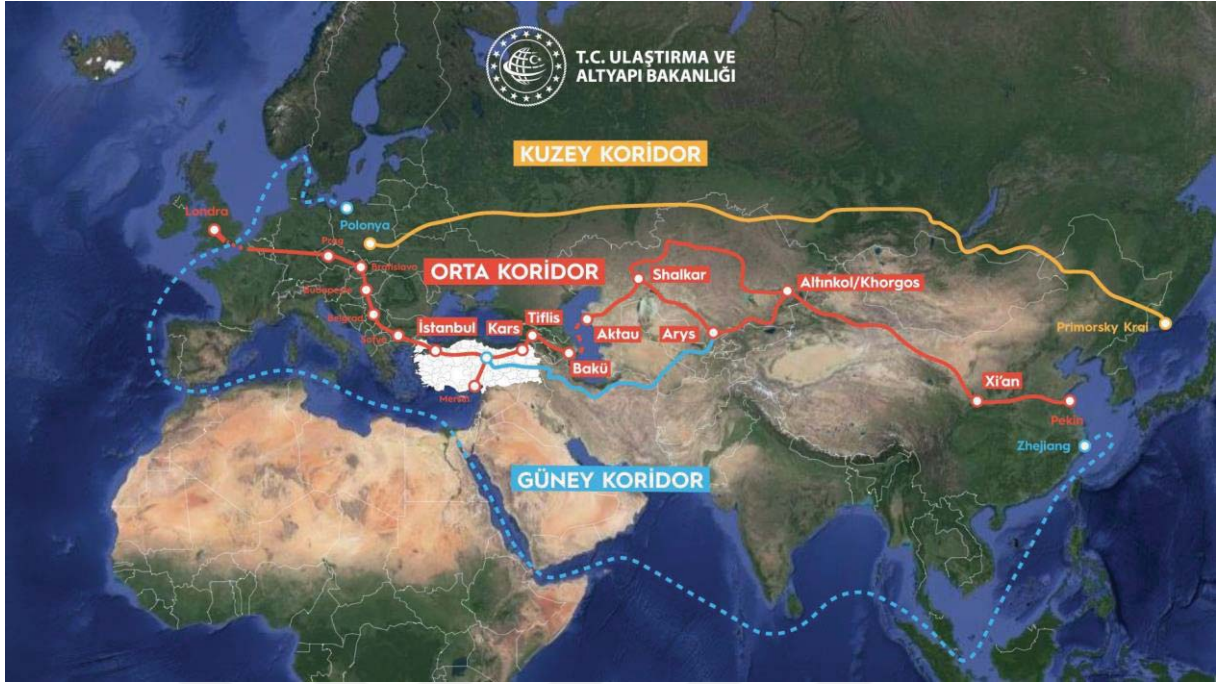 T.C. ULAŞTIRMA VE
ALTYAPI BAKANLIĞI
KUZEY KORİDOR
Londra
Polonya
Prag
Bratislava
ORTA KORİDOR
Shalkar
Altınkol/Khorgos
Budapeşte
Belgrad
Sofya
İstanbul
Kars
Tiflis
Aktau
Arys
Primorsky Krai
Bakü
Mersin
Xi'an
Pekin
Zhejiang
GÜNEY KORİDOR